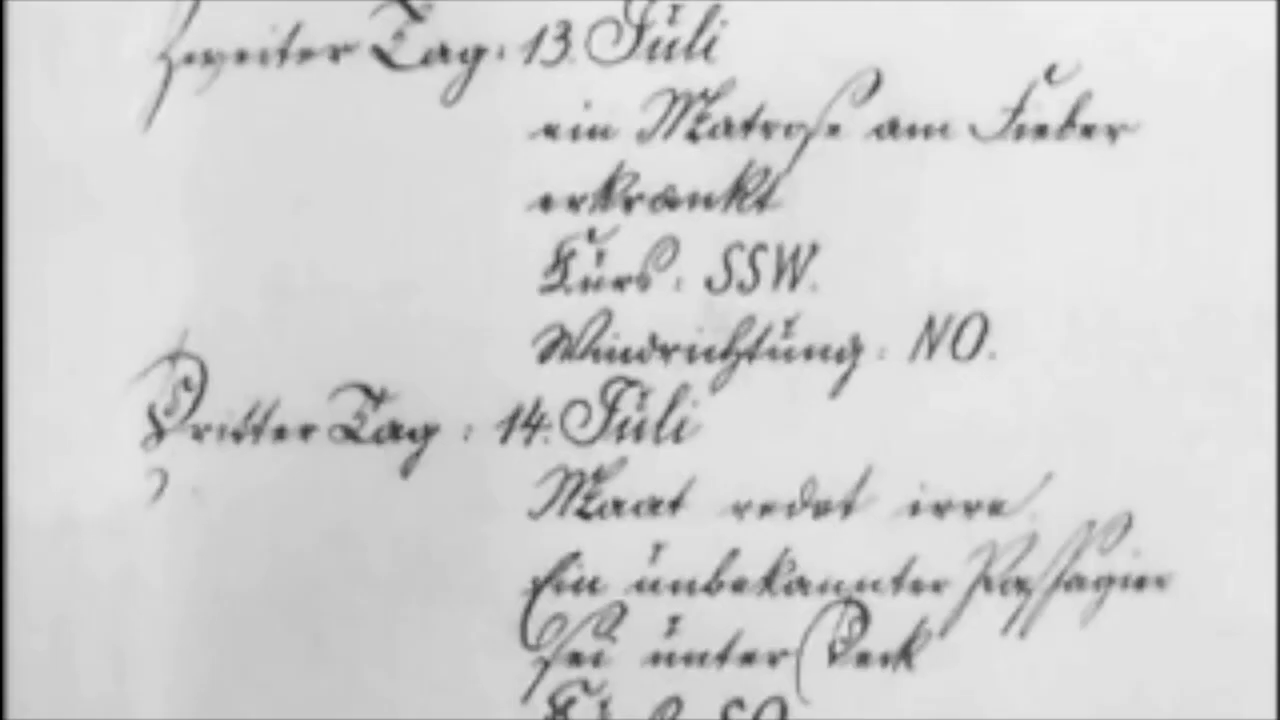 Zweiter Tag: 13. Juli
ein Matrose am Fieber
erkrankt
Kurs: SSW.
Windrichtung: NO.
Dritter Tag: 14. Juli
Maat redet irre
Ein unbekannter Passagier
sei unter Deck